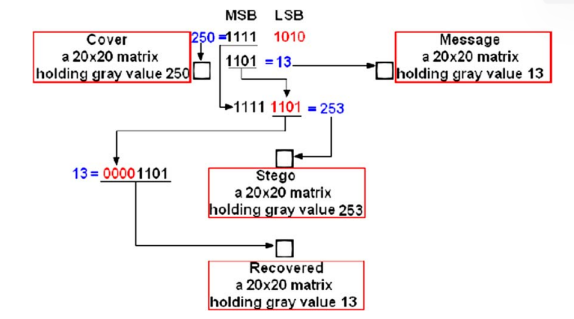 MSB LSB
Cover
a 20x20 matrix
holding gray value 250
250 =1111 1010
1101 = 13
Message
a 20x20 matrix
holding gray value 13
1111 1101 = 253
13= 00001101
Stego
a 20x20 matrix
holding gray value 253
Recovered
a 20x20 matrix
holding gray value 13